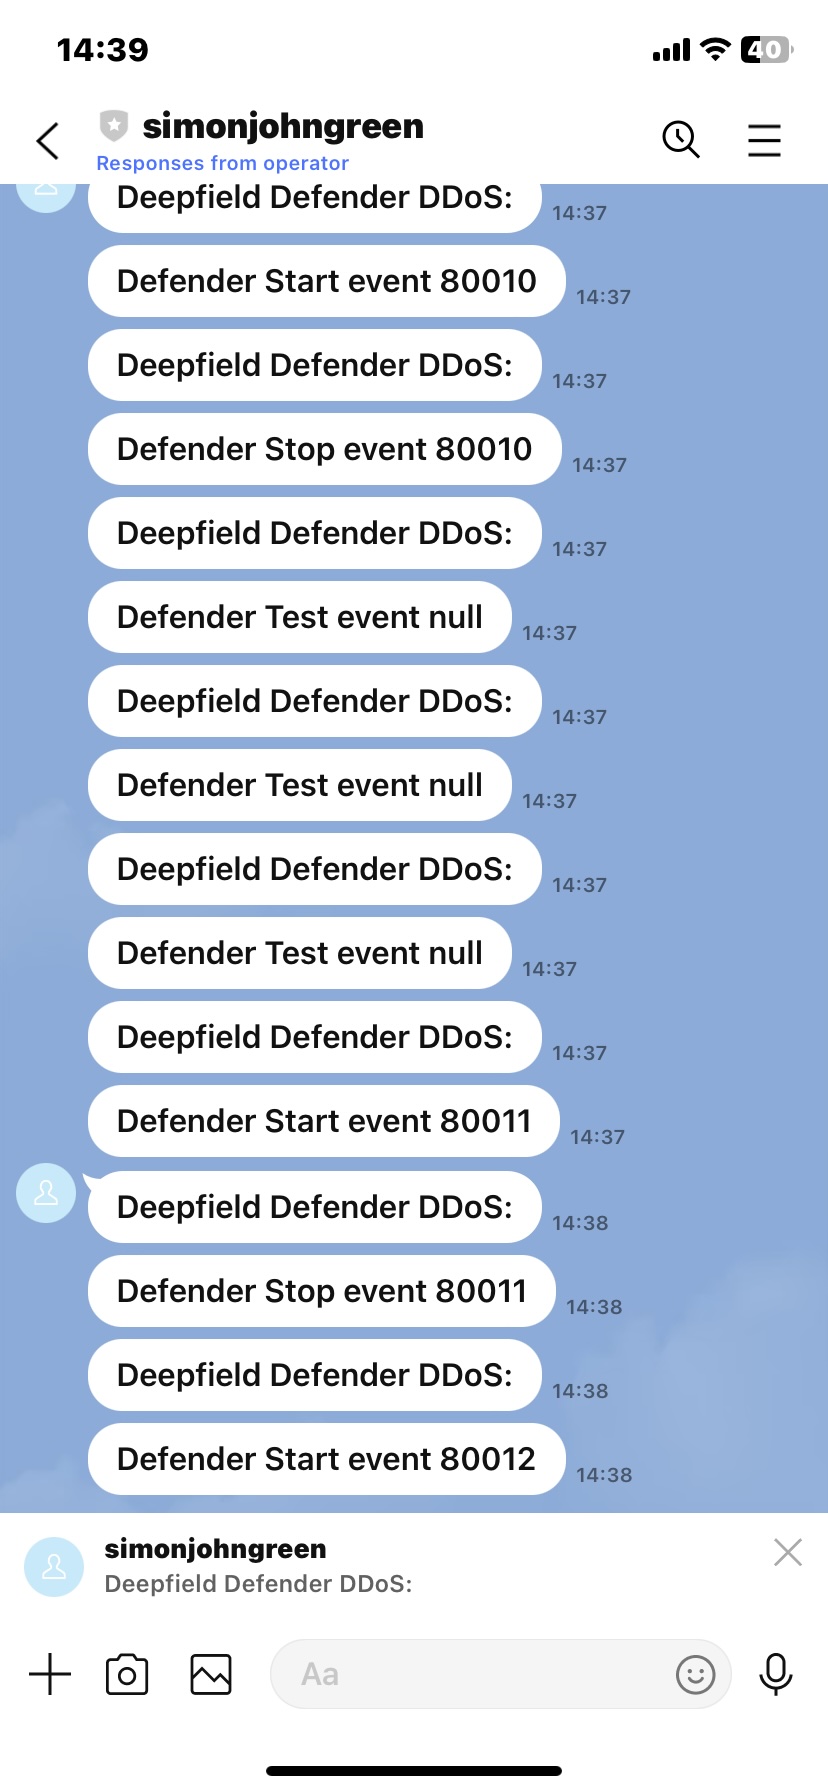 14:39
40
simonjohngreen
Responses from operator
Deepfield Defender DDoS:
14:37
Defender Start event 80010
14:37
Deepfield Defender DDoS:
14:37
Defender Stop event 80010
14:37
Deepfield Defender DDoS:
14:37
Defender Test event null
14:37
Deepfield Defender DDoS:
14:37
Defender Test event null
14:37
Deepfield Defender DDoS:
14:37
Defender Test event null
14:37
Deepfield Defender DDoS:
14:37
Defender Start event 80011
14:37
Deepfield Defender DDoS:
14:38
Defender Stop event 80011
14:38
Deepfield Defender DDoS:
14:38
Defender Start event 80012
14:38
simonjohngreen
Deepfield Defender DDoS:
Aa